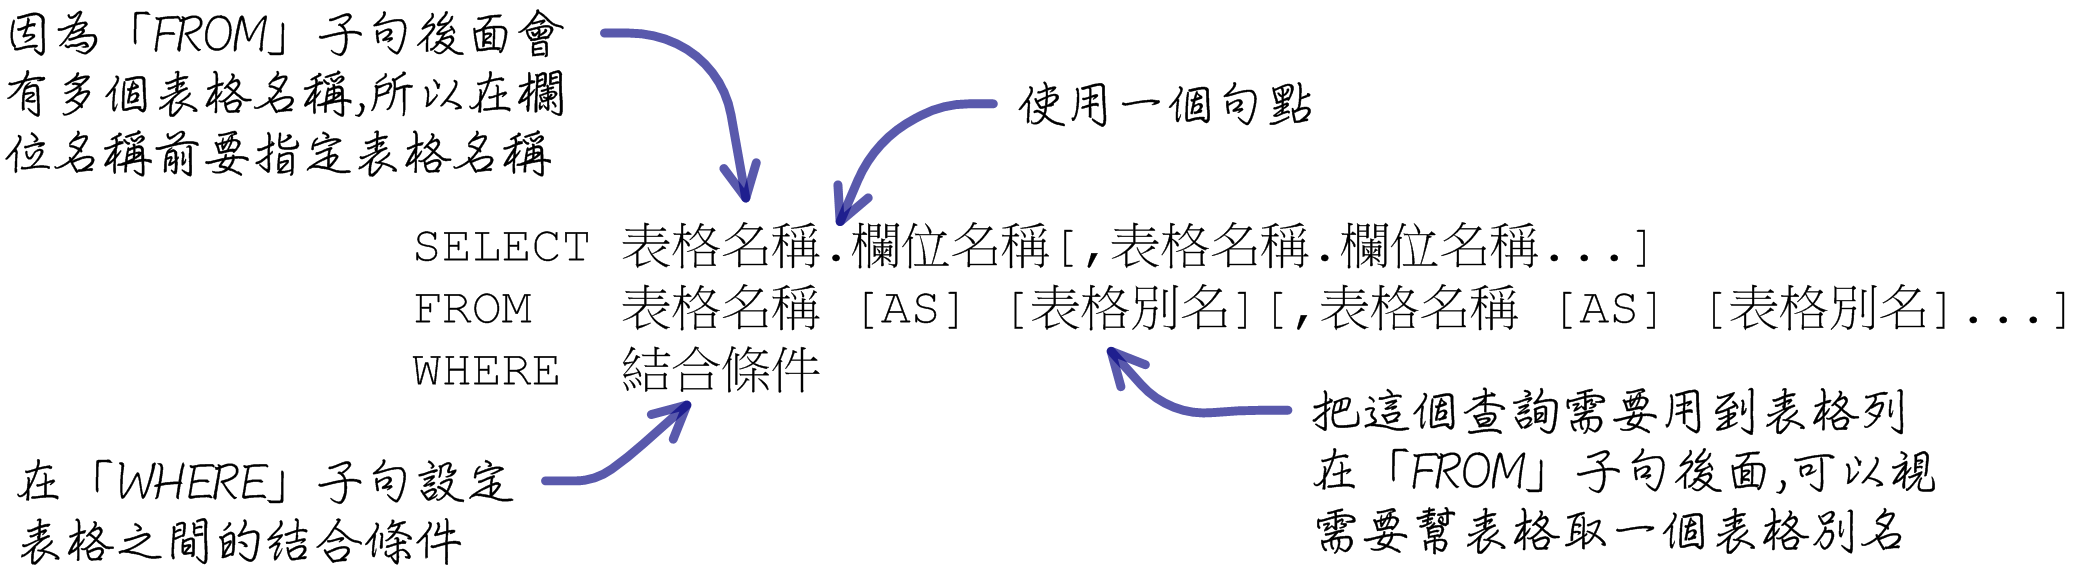 因為「FROM」子句後面會
有多個表格名稱,所以在欄
位名稱前要指定表格名稱
使用一個句點
SELECT 表格名稱.欄位名稱[,表格名稱.欄位名稱...]
FROM 表格名稱 [AS] [表格別名][,表格名稱 [AS] [表格別名]...]
WHERE 結合條件
在「WHERE」子句設定
表格之間的結合條件
把這個查詢需要用到表格列
在「FROM」子句後面,可以視
需要幫表格取一個表格別名